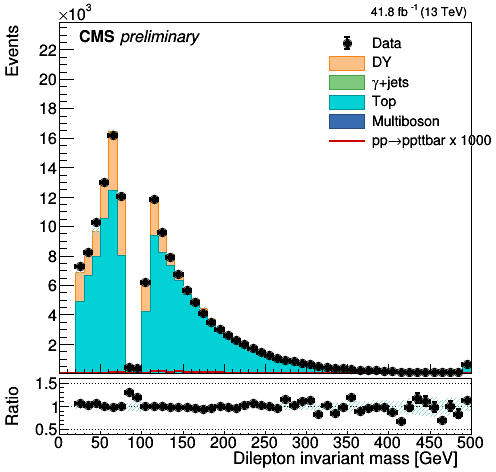 ×10³
41.8 fb⁻¹ (13 TeV)
CMS preliminary
Events
22
20
18
16
14
12
10
8
6
4
2
Data
DY
γ+jets
Top
Multiboson
pp→ppttbar x 1000
Ratio
1.5
1
0.5
0 50 100 150 200 250 300 350 400 450 500
Dilepton invariant mass [GeV]